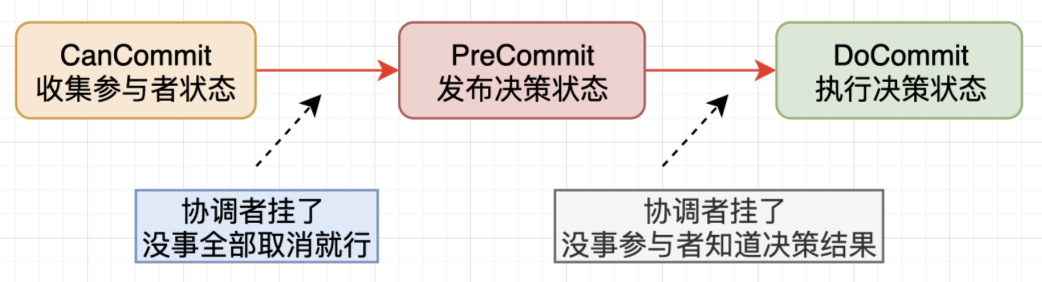 CanCommit
收集参与者状态
PreCommit
发布决策状态
DoCommit
执行决策状态
协调者挂了
没事全部取消就行
协调者挂了
没事参与者知道决策结果